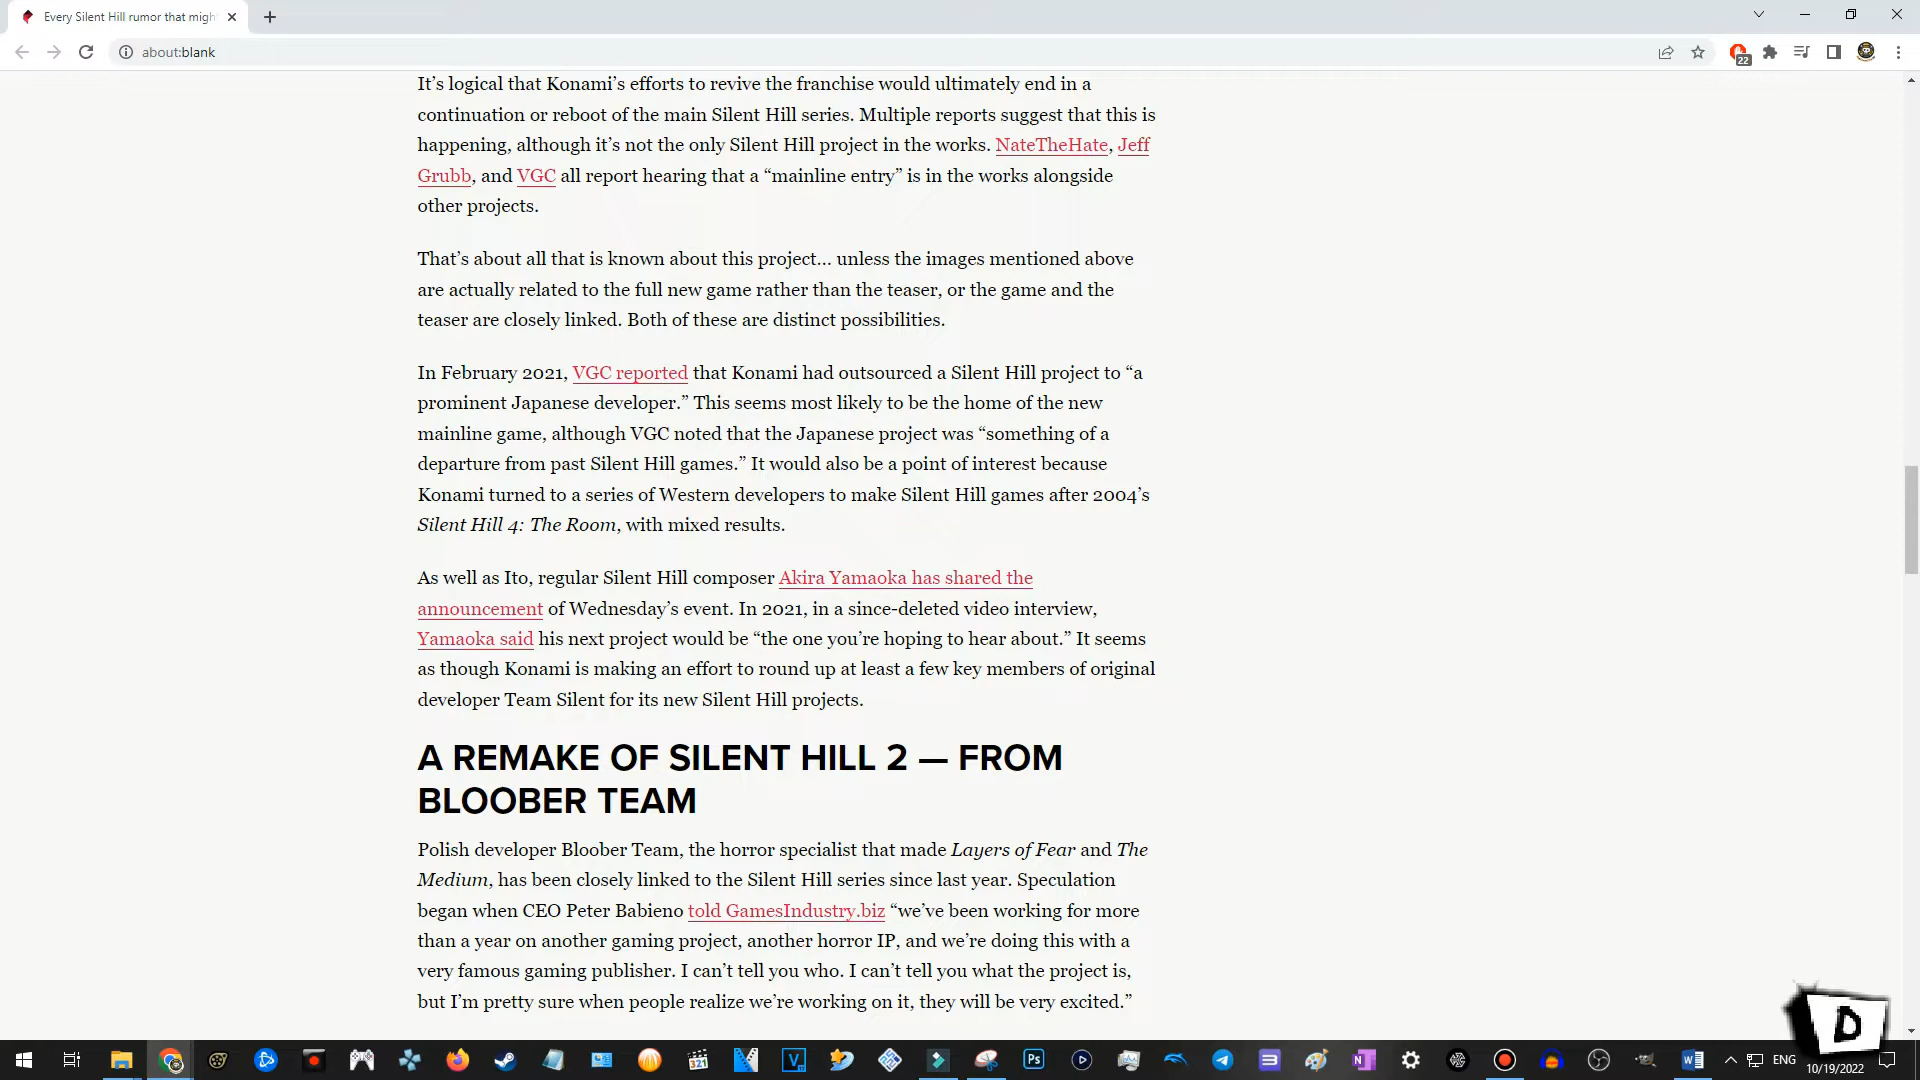 Every Silent Hill rumor that migh
about:blank
22
It’s logical that Konami’s efforts to revive the franchise would ultimately end in a
continuation or reboot of the main Silent Hill series. Multiple reports suggest that this is
happening, although it’s not the only Silent Hill project in the works. NateTheHate, Jeff
Grubb, and VGC all report hearing that a “mainline entry” is in the works alongside
other projects.
That’s about all that is known about this project... unless the images mentioned above
are actually related to the full new game rather than the teaser, or the game and the
teaser are closely linked. Both of these are distinct possibilities.
In February 2021, VGC reported that Konami had outsourced a Silent Hill project to “a
prominent Japanese developer.” This seems most likely to be the home of the new
mainline game, although VGC noted that the Japanese project was “something of a
departure from past Silent Hill games.” It would also be a point of interest because
Konami turned to a series of Western developers to make Silent Hill games after 2004’s
Silent Hill 4: The Room, with mixed results.
As well as Ito, regular Silent Hill composer Akira Yamaoka has shared the
announcement of Wednesday’s event. In 2021, in a since-deleted video interview,
Yamaoka said his next project would be “the one you’re hoping to hear about.” It seems
as though Konami is making an effort to round up at least a few key members of original
developer Team Silent for its new Silent Hill projects.
A REMAKE OF SILENT HILL 2 — FROM
BLOOBER TEAM
Polish developer Bloober Team, the horror specialist that made Layers of Fear and The
Medium, has been closely linked to the Silent Hill series since last year. Speculation
began when CEO Peter Babieno told GamesIndustry.biz “we’ve been working for more
than a year on another gaming project, another horror IP, and we’re doing this with a
very famous gaming publisher. I can’t tell you who. I can’t tell you what the project is,
but I’m pretty sure when people realize we’re working on it, they will be very excited.”
D
321
V
Ps
N
W
ENG
10/19/2022